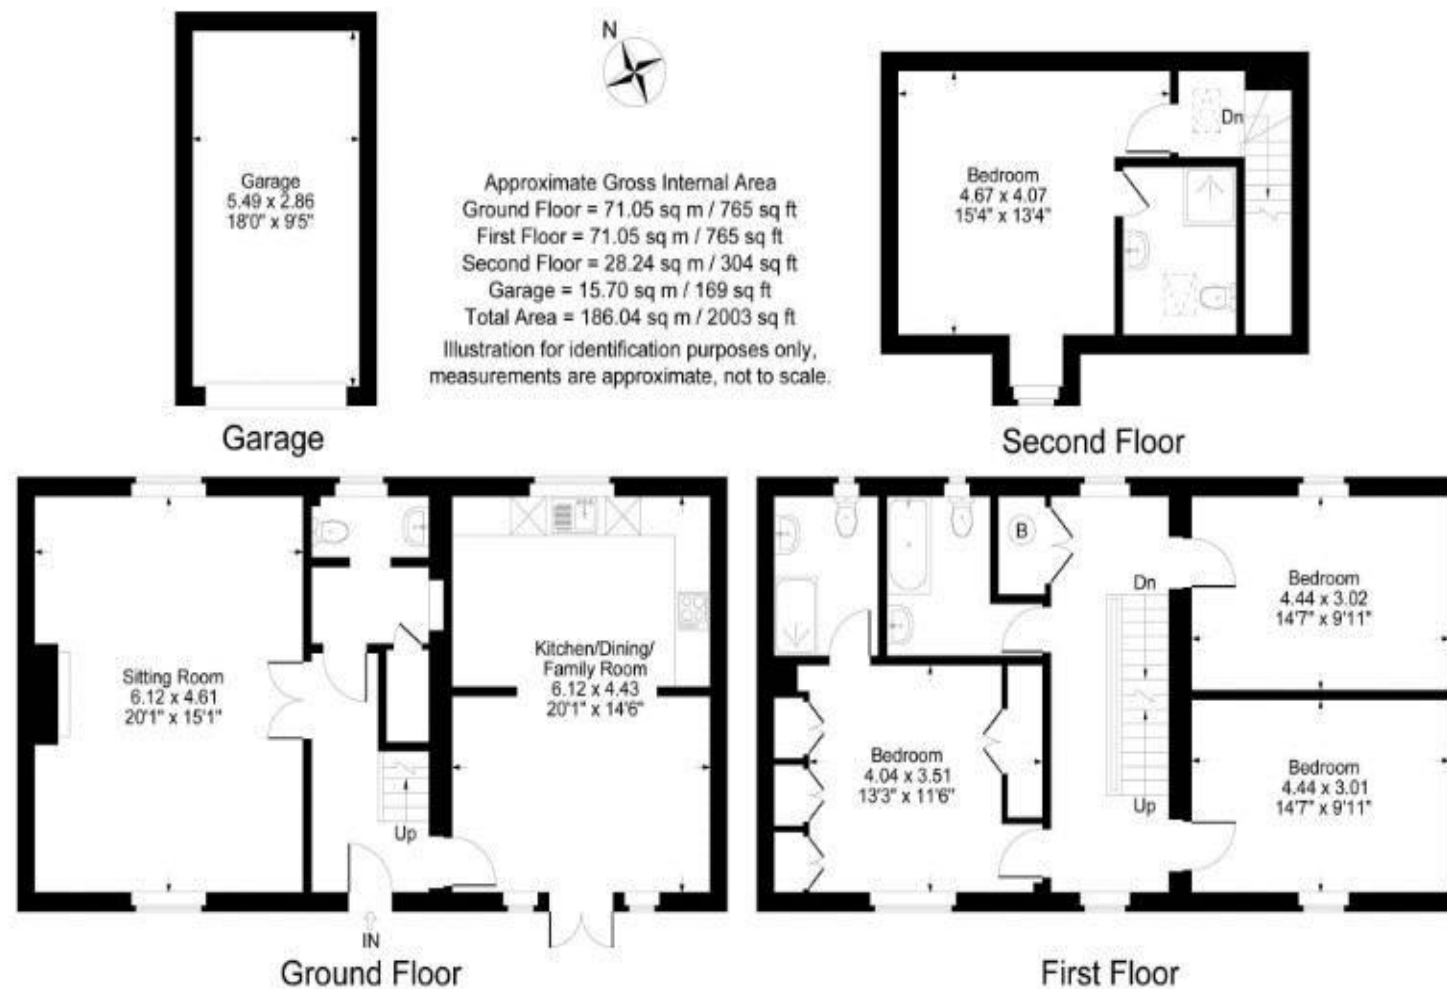 N
Garage
5.49 x 2.86
18'0" x 9'5"
Approximate Gross Internal Area
Ground Floor = 71.05 sq m / 765 sq ft
First Floor = 71.05 sq m / 765 sq ft
Second Floor = 28.24 sq m / 304 sq ft
Garage = 15.70 sq m / 169 sq ft
Total Area = 186.04 sq m / 2003 sq ft
Illustration for identification purposes only,
measurements are approximate, not to scale.
Dn
Bedroom
4.67 x 4.07
15'4" x 13'4"
Garage
Second Floor
Sitting Room
6.12 x 4.61
20'1" x 15'1"
Kitchen/Dining/
Family Room
6.12 x 4.43
20'1" x 14'6"
Up
IN
Ground Floor
B
Dn
Bedroom
4.44 x 3.02
14'7" x 9'11"
Bedroom
4.04 x 3.51
13'3" x 11'6"
Up
Bedroom
4.44 x 3.01
14'7" x 9'11"
First Floor